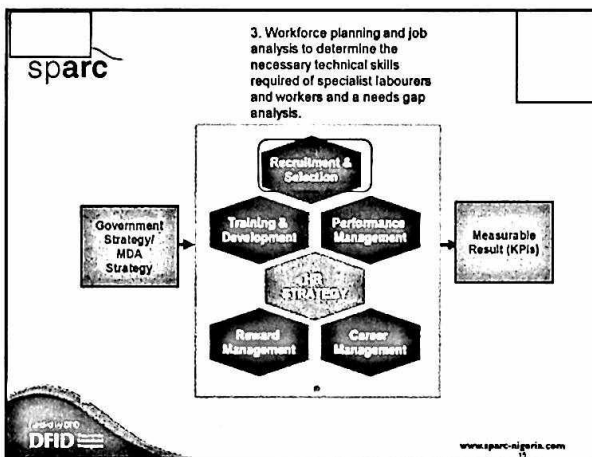 sparc
3. Workforce planning and job
analysis to determine the
necessary technical skills
required of specialist labourers
and workers and a needs gap
analysis.
Recruitment &
Selection
Training &
Development
Performance
Management
Government
Strategy/
MDA
Strategy
Measurable
Result (KPIs)
HR
STRATEGY
Reward
Management
Career
Management
DFID
www.sparc-nigeria.com